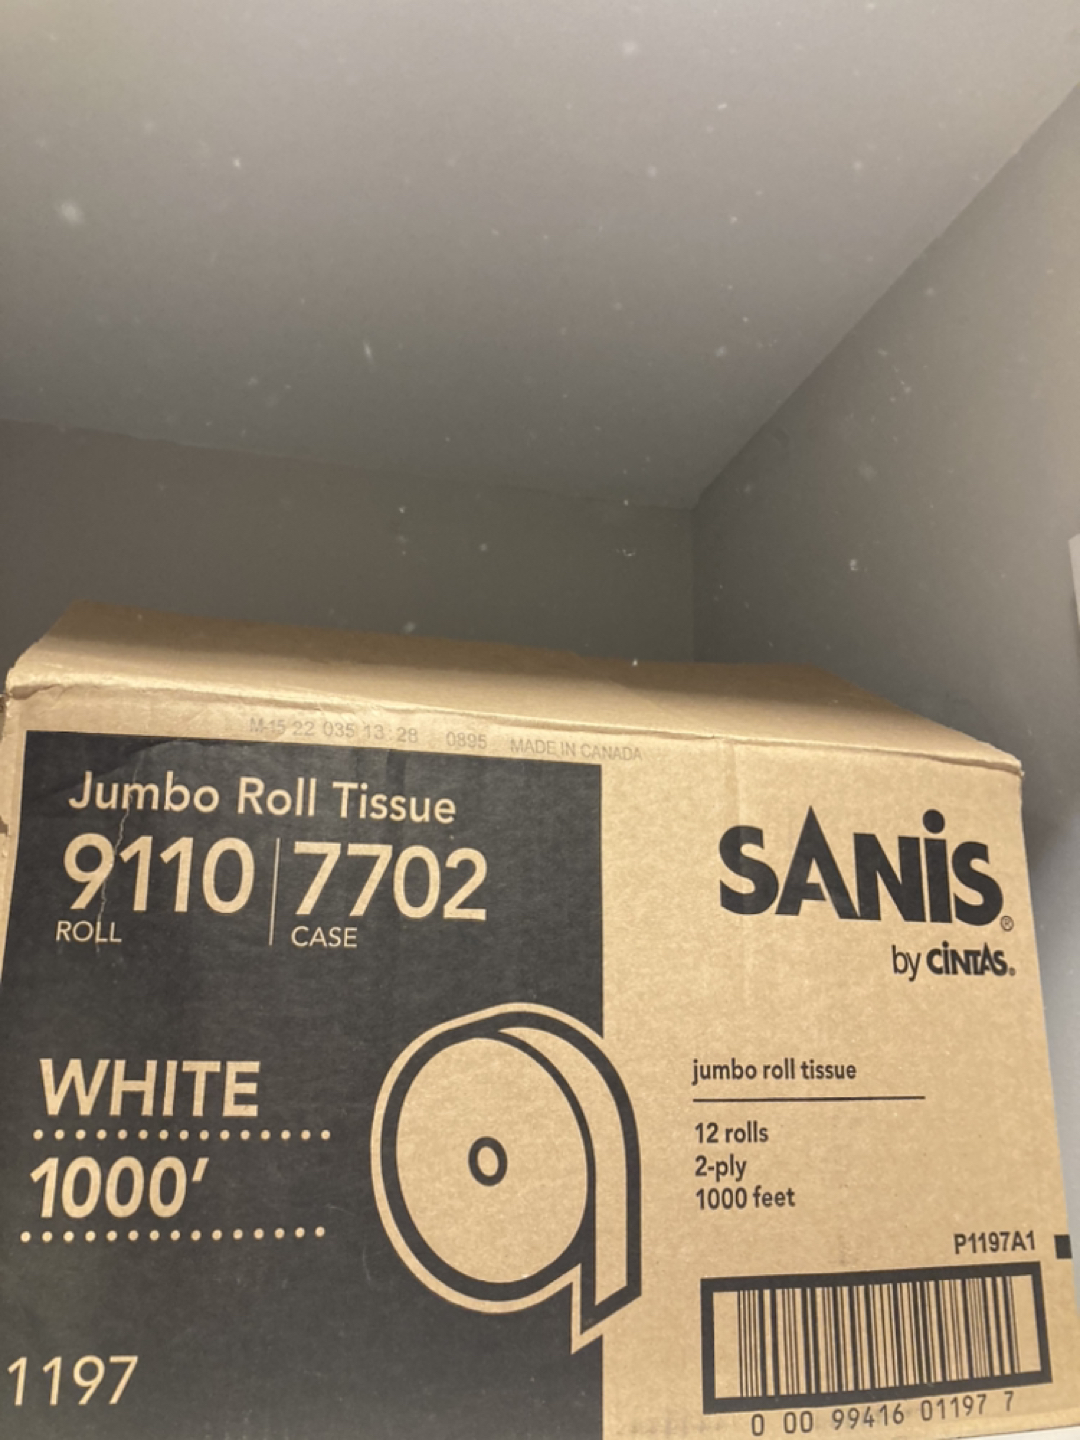 M-15 22 035 13:28 0895 MADE IN CANADA
Jumbo Roll Tissue
9110 7702
ROLL CASE
WHITE
1000'
1197
SANIS®
by CINTAS®
jumbo roll tissue
12 rolls
2-ply
1000 feet
P1197A1
0 00 99416 01197 7